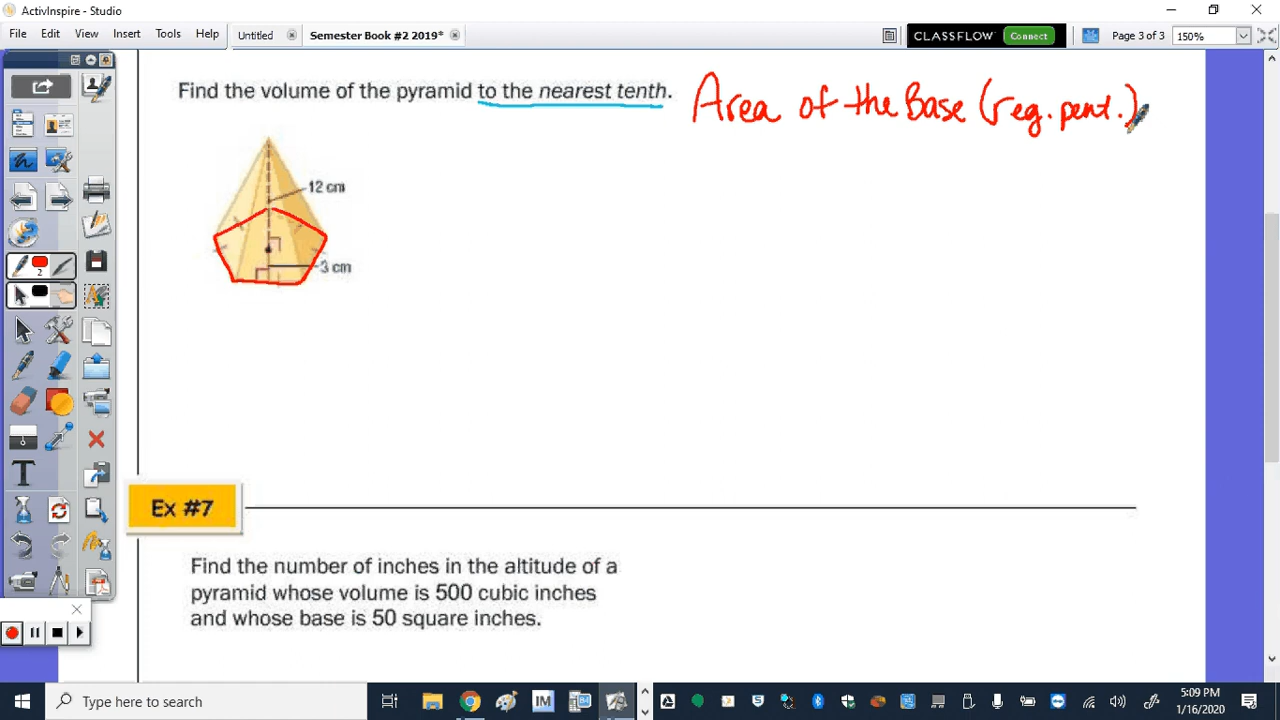 ActivInspire - Studio
File Edit View Insert Tools Help
Untitled
Semester Book #2 2019*
CLASSFLOW Connect
Page 3 of 3
150%
Find the volume of the pyramid to the nearest tenth.
Area of the Base (reg. pent.)
12 cm
3 cm
2
T
Ex #7
Find the number of inches in the altitude of a
pyramid whose volume is 500 cubic inches
and whose base is 50 square inches.
Type here to search
IM
5:09 PM
1/16/2020